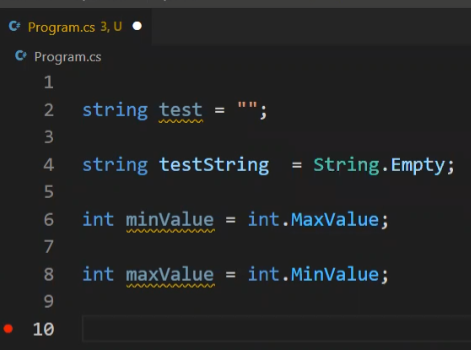 Program.cs 3, U
Program.cs
1
2 string test = "";
3
4 string testString  = String.Empty;
5
6 int minValue = int.MaxValue;
7
8 int maxValue = int.MinValue;
9
10